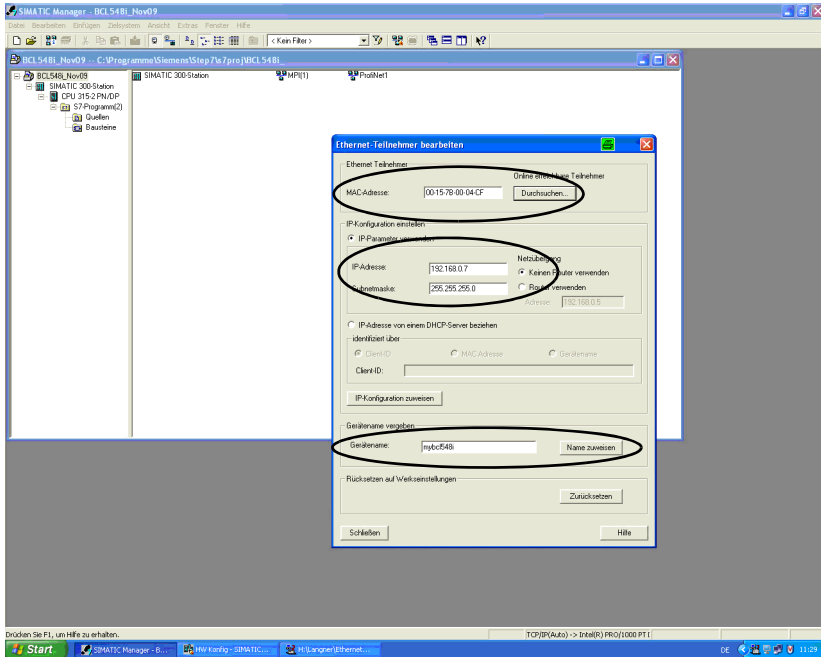 SIMATIC Manager - BCL548i_Nov09
Datei Bearbeiten Einfügen Zielsystem Ansicht Extras Fenster Hilfe
< Kein Filter >
BCL548i_Nov09 -- C:\Programme\Siemens\Step7\s7proj\BCL548i_
BCL548i_Nov09
SIMATIC 300-Station
CPU 315-2 PN/DP
S7-Programm(2)
Quellen
Bausteine
SIMATIC 300-Station
MPI(1)
ProfiNet1
Ethernet-Teilnehmer bearbeiten
Ethernet Teilnehmer
Online erreichbare Teilnehmer
MAC-Adresse:
00-15-7B-00-04-CF
Durchsuchen...
IP-Konfiguration einstellen
IP-Parameter verwenden
IP-Adresse:
192.168.0.7
Subnetmaske:
255.255.255.0
Netzübergang
Keinen Router verwenden
Router verwenden
Adresse:
192.168.0.5
IP-Adresse von einem DHCP-Server beziehen
identifiziert über
Client-ID
MAC Adresse
Gerätename
Client-ID:
IP-Konfiguration zuweisen
Gerätename vergeben
Gerätename:
mybcl548i
Name zuweisen
Rücksetzen auf Werkseinstellungen
Zurücksetzen
Schließen
Hilfe
Drücken Sie F1, um Hilfe zu erhalten.
TCP/IP(Auto) -> Intel(R) PRO/1000 PT
Start
SIMATIC Manager - B...
HW Konfig - SIMATIC...
H:\Langner\Ethernet...
DE
11:29